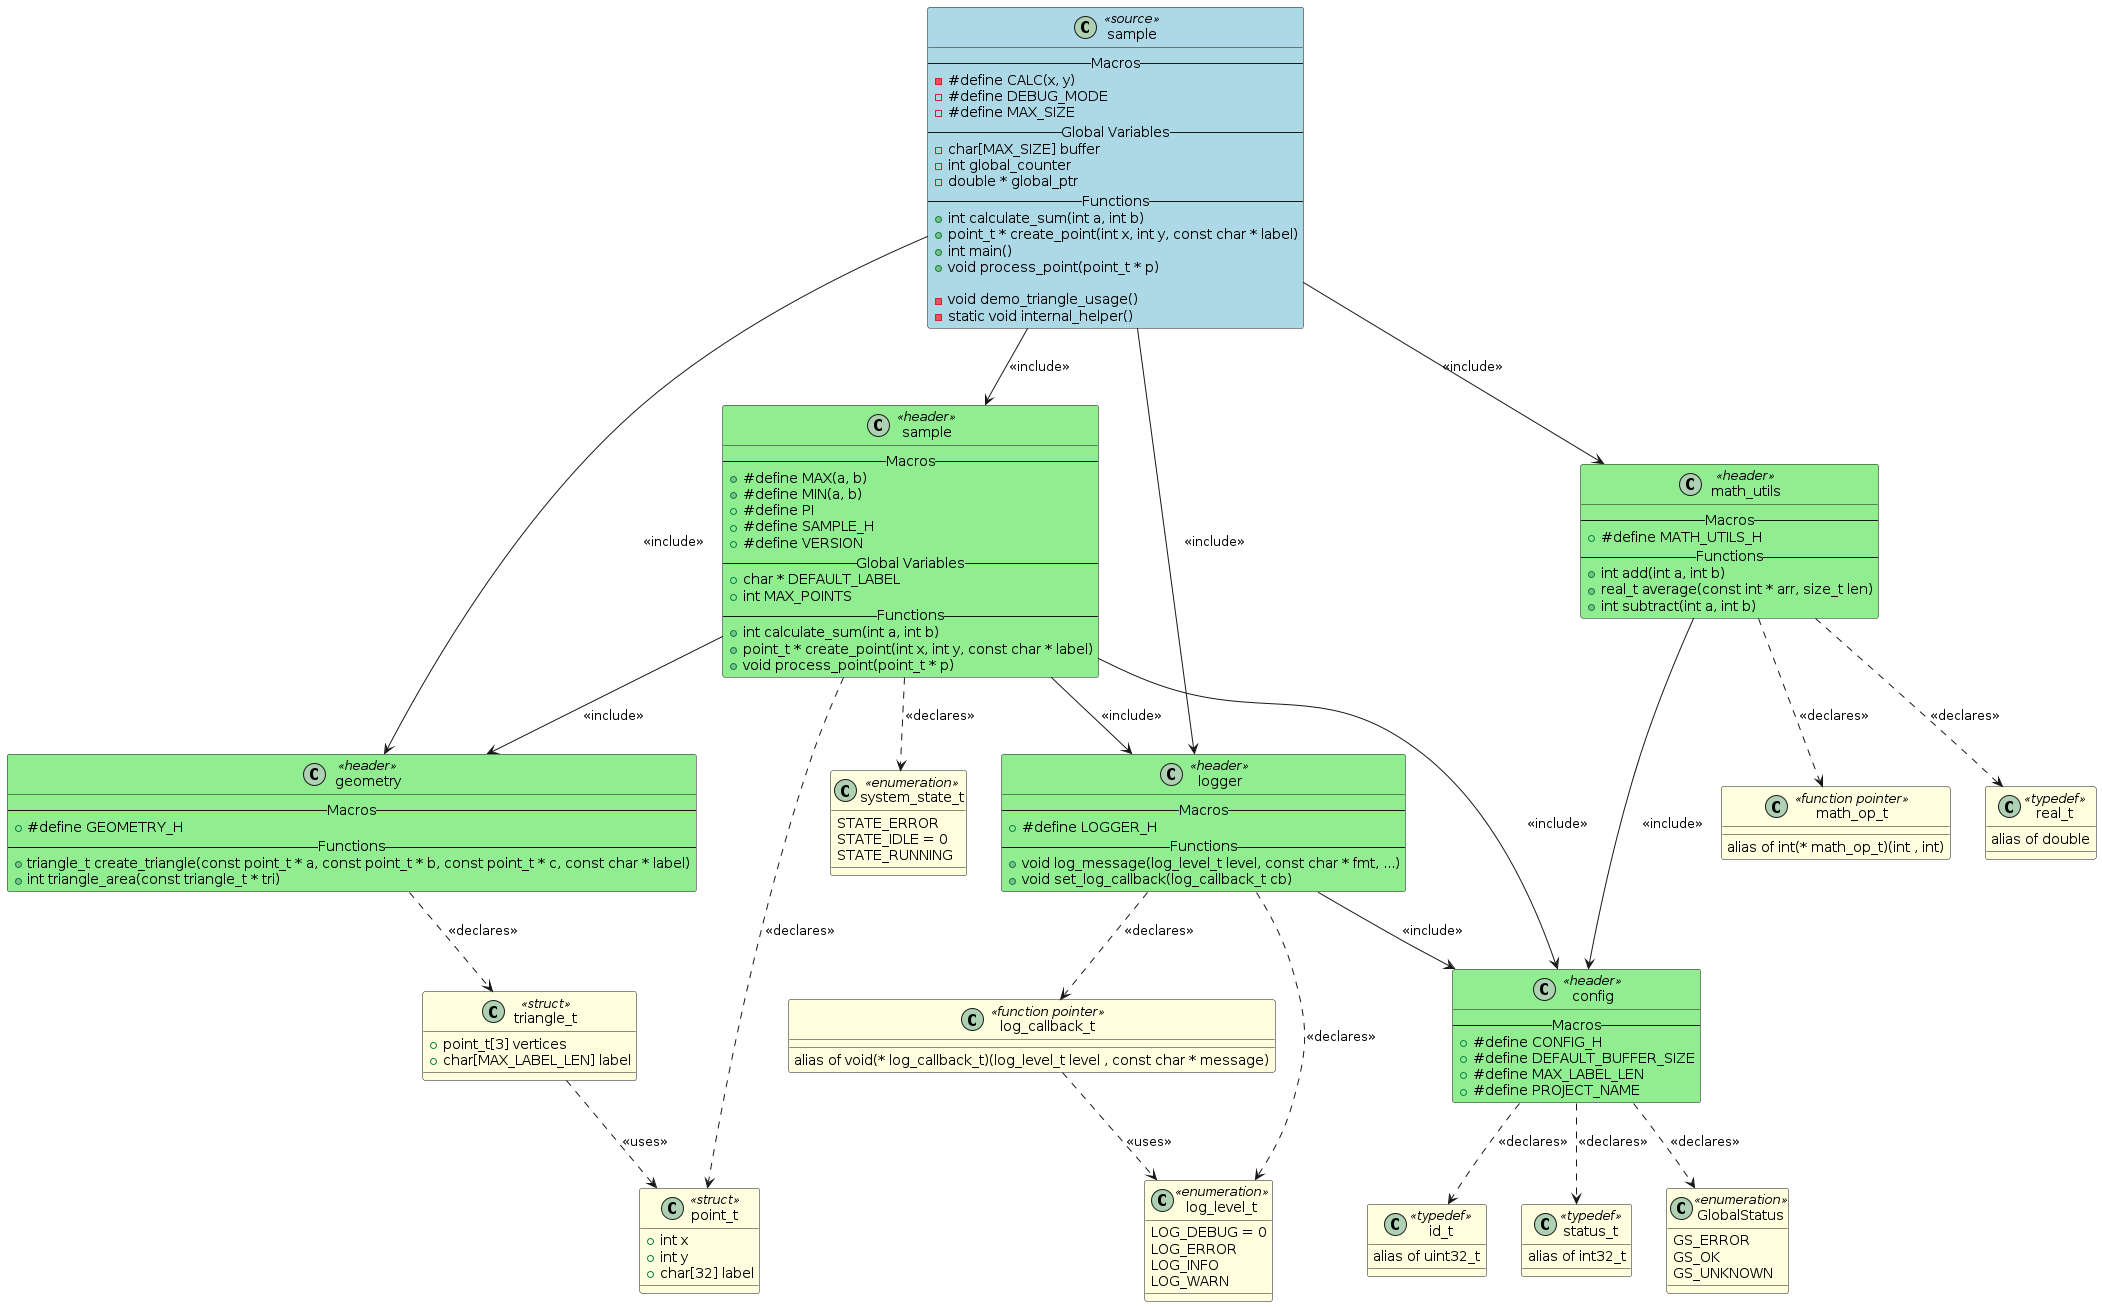 C
«source»
sample
Macros
#define CALC(x, y)
#define DEBUG_MODE
#define MAX_SIZE
Global Variables
char[MAX_SIZE] buffer
int global_counter
double * global_ptr
Functions
int calculate_sum(int a, int b)
point_t * create_point(int x, int y, const char * label)
int main()
void process_point(point_t * p)
void demo_triangle_usage()
static void internal_helper()
«include»
«include»
«include»
«include»
C
«header»
sample
Macros
#define MAX(a, b)
#define MIN(a, b)
#define PI
#define SAMPLE_H
#define VERSION
Global Variables
char * DEFAULT_LABEL
int MAX_POINTS
Functions
int calculate_sum(int a, int b)
point_t * create_point(int x, int y, const char * label)
void process_point(point_t * p)
C
«header»
math_utils
Macros
#define MATH_UTILS_H
Functions
int add(int a, int b)
real_t average(const int * arr, size_t len)
int subtract(int a, int b)
«include»
«declares»
«include»
«declares»
«declares»
C
«header»
geometry
Macros
#define GEOMETRY_H
Functions
triangle_t create_triangle(const point_t * a, const point_t * b, const point_t * c, const char * label)
int triangle_area(const triangle_t * tri)
C
«enumeration»
system_state_t
STATE_ERROR
STATE_IDLE = 0
STATE_RUNNING
C
«header»
logger
Macros
#define LOGGER_H
Functions
void log_message(log_level_t level, const char * fmt, ...)
void set_log_callback(log_callback_t cb)
«include»
«include»
C
«function pointer»
math_op_t
alias of int(* math_op_t)(int , int)
C
«typedef»
real_t
alias of double
«declares»
«declares»
«declares»
«include»
C
«struct»
triangle_t
point_t[3] vertices
char[MAX_LABEL_LEN] label
C
«function pointer»
log_callback_t
alias of void(* log_callback_t)(log_level_t level , const char * message)
«declares»
C
«header»
config
Macros
#define CONFIG_H
#define DEFAULT_BUFFER_SIZE
#define MAX_LABEL_LEN
#define PROJECT_NAME
«uses»
«uses»
«declares»
«declares»
«declares»
C
«struct»
point_t
int x
int y
char[32] label
C
«enumeration»
log_level_t
LOG_DEBUG = 0
LOG_ERROR
LOG_INFO
LOG_WARN
C
«typedef»
id_t
alias of uint32_t
C
«typedef»
status_t
alias of int32_t
C
«enumeration»
GlobalStatus
GS_ERROR
GS_OK
GS_UNKNOWN